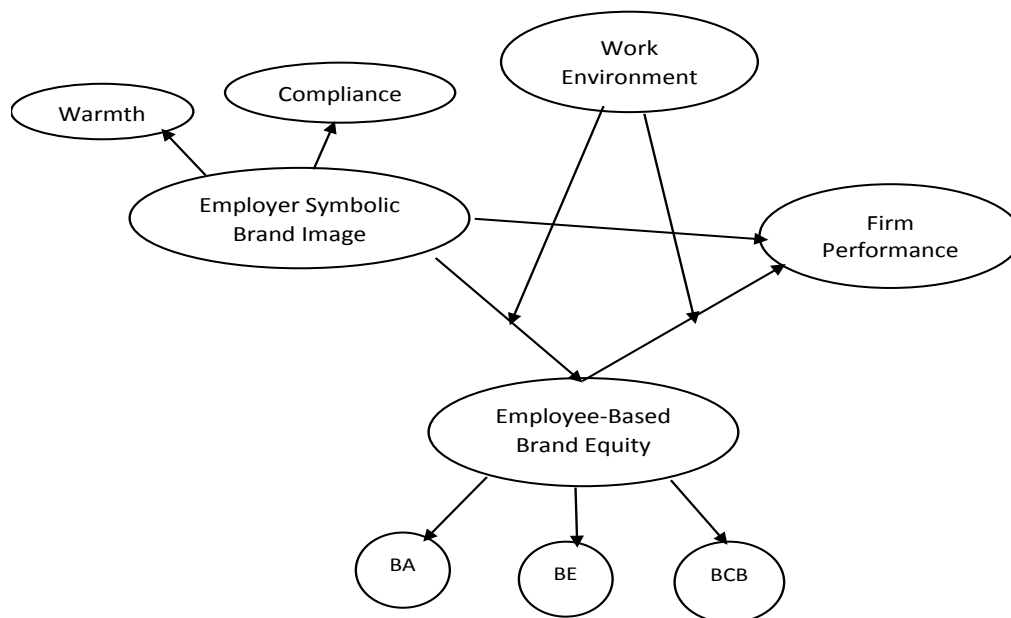 Work
Environment
Compliance
Warmth
Employer Symbolic
Brand Image
Firm
Performance
Employee-Based
Brand Equity
BA
BE
BCB